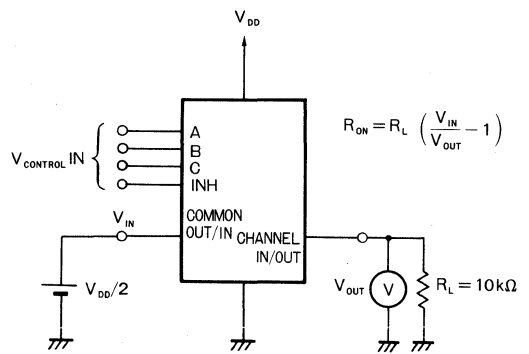 V_DD
A
B
C
INH
V_CONTROL IN
R_ON = R_L (V_IN/V_OUT − 1)
V_IN
COMMON
OUT/IN
CHANNEL
IN/OUT
V_DD/2
V_OUT
V
R_L = 10kΩ